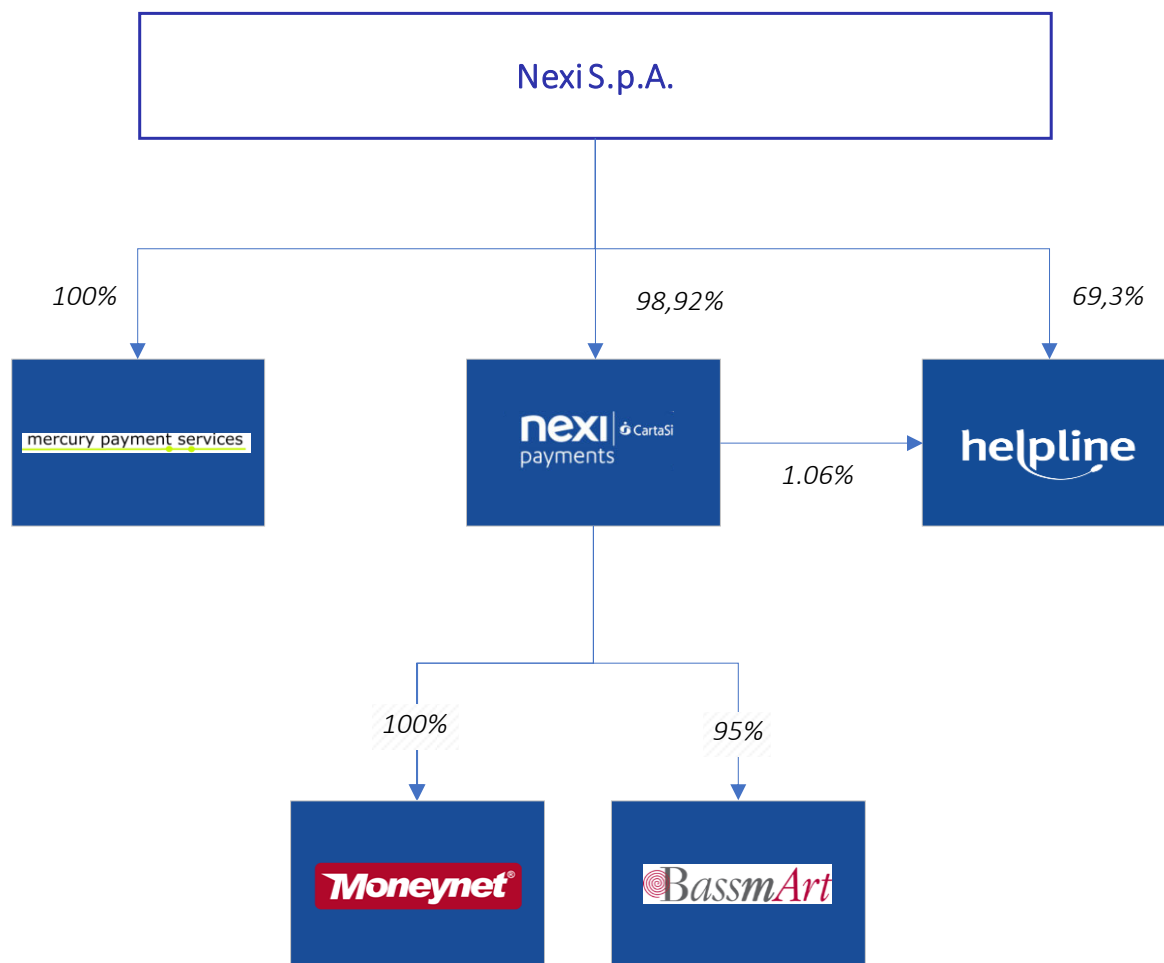 Nexi S.p.A.
100%
98,92%
69,3%
mercury payment services
nexi
CartaSi
payments
1.06%
helpline
100%
95%
Moneynet®
BassmArt